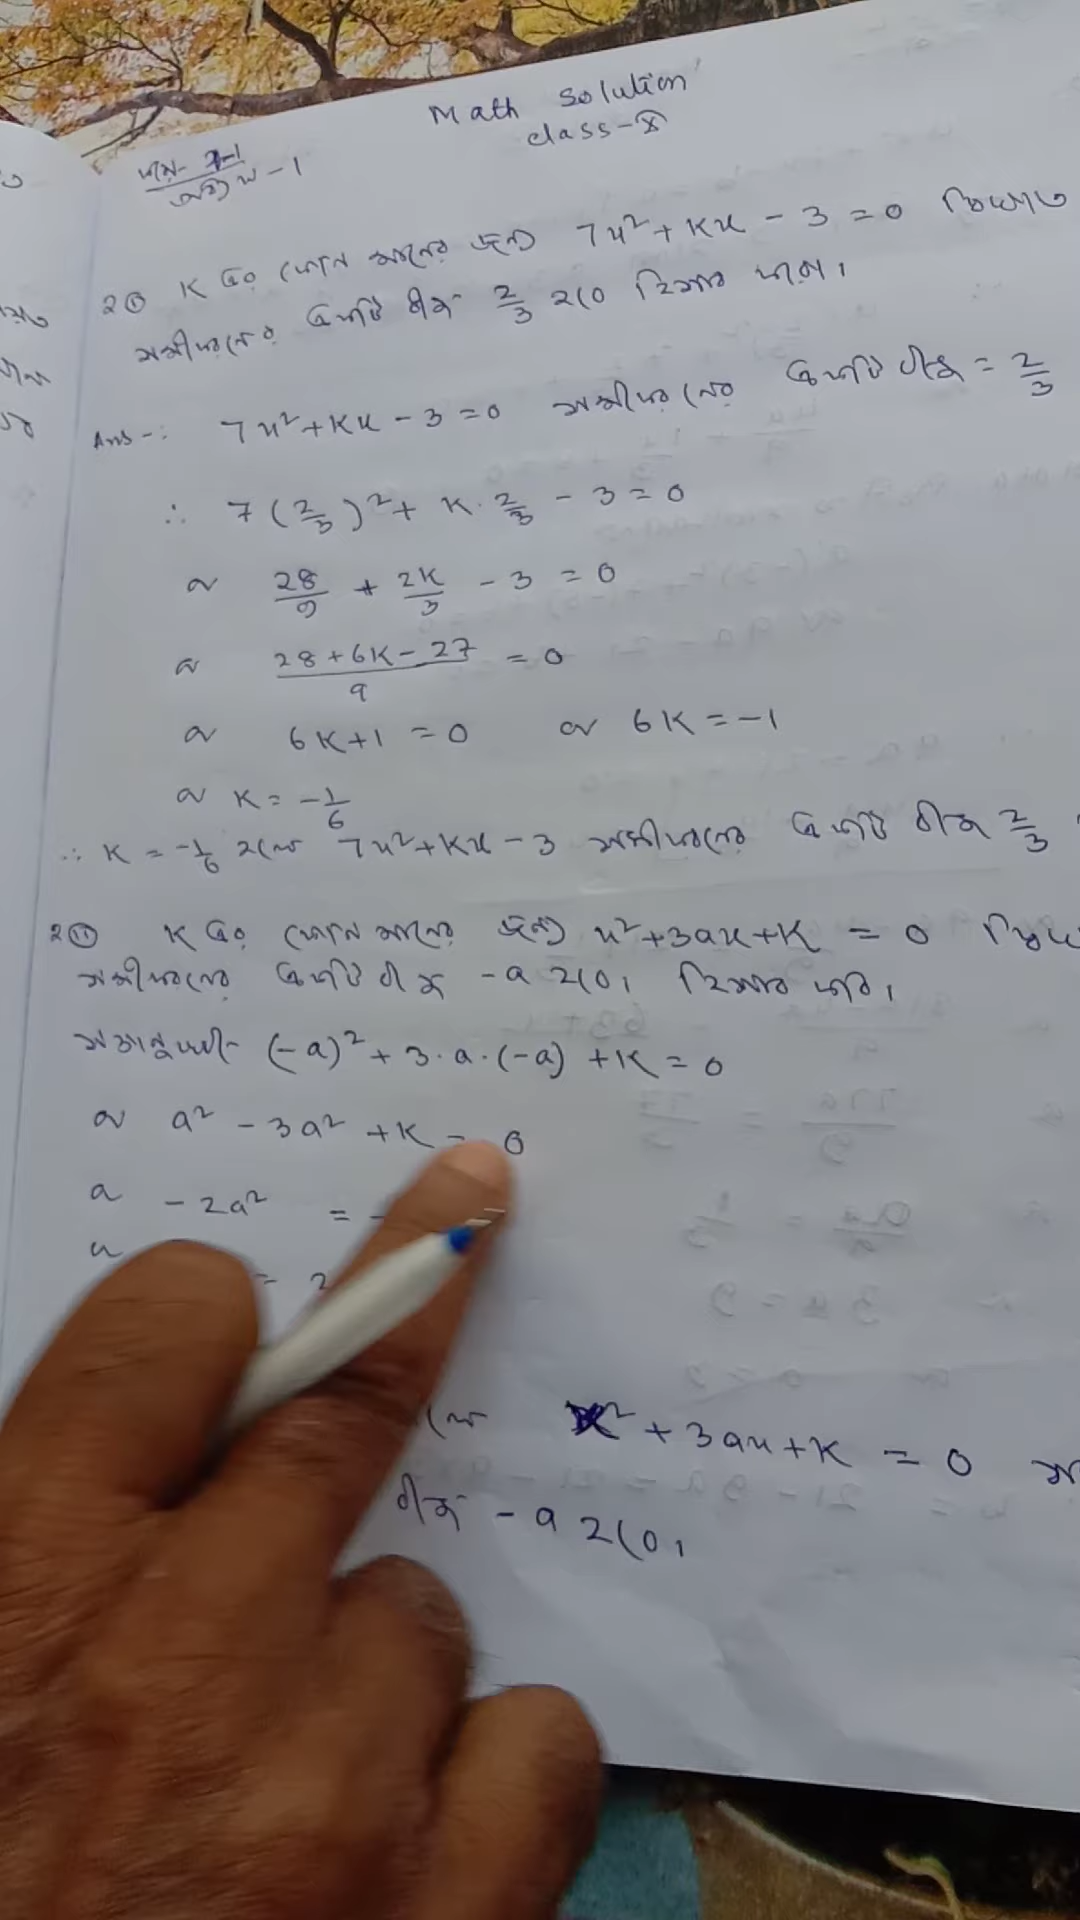 Math Solution
class-X
কষে দেখি-1
2(i) K এর কোন মানের জন্য 7x²+Kx-3=0 দ্বিঘাত
সমীকরণের একটি বীজ 2/3 হবে হিসাব করো।
Ans-: 7x²+Kx-3=0 সমীকরণের একটি বীজ = 2/3
∴ 7(2/3)²+ K.2/3 - 3 = 0
বা 28/9 + 2K/3 - 3 = 0
বা (28+6K-27)/9 = 0
বা 6K+1 = 0 বা 6K = -1
বা K = -1/6
∴ K = -1/6 হলে 7x²+Kx-3 সমীকরণের একটি বীজ 2/3
2(ii) K এর কোন মানের জন্য x²+3ax+K = 0
সমীকরণের একটি বীজ -a হবে, হিসাব করি।
(-a)²+3.a.(-a)+K = 0
বা a² - 3a² + K = 0
বা -2a² = -
বা = 2
x²+3ax+K = 0
বীজ -a হবে,